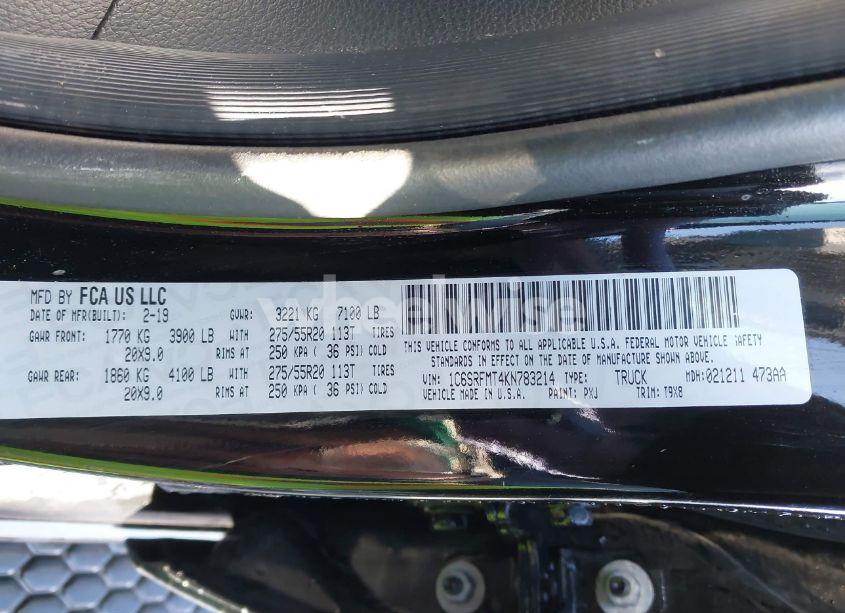 MFD BY FCA US LLC
DATE OF MFR(BUILT): 2-19 GVWR: 3221 KG 7100 LB
GAWR FRONT: 1770 KG 3900 LB WITH 275/55R20 113T TIRES
20X9.0 RIMS AT 250 KPA ( 36 PSI) COLD
GAWR REAR: 1860 KG 4100 LB WITH 275/55R20 113T TIRES
20X9.0 RIMS AT 250 KPA ( 36 PSI) COLD
THIS VEHICLE CONFORMS TO ALL APPLICABLE U.S.A. FEDERAL MOTOR VEHICLE SAFETY
STANDARDS IN EFFECT ON THE DATE OF MANUFACTURE SHOWN ABOVE.
VIN: 1C6SRFMT4KN783214 TYPE: TRUCK MDH: 021211 473AA
VEHICLE MADE IN U.S.A. PAINT: PXJ TRIM: T9X8
wheelwise